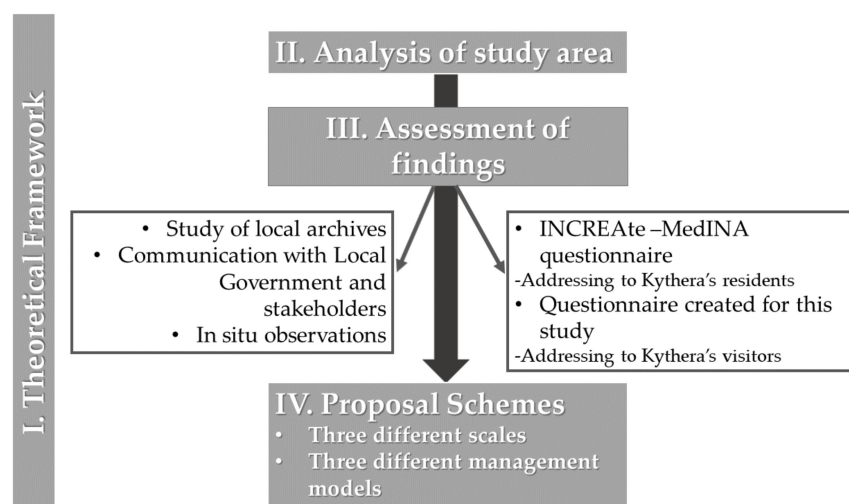 I. Theoretical Framework
II. Analysis of study area
III. Assessment of
findings
• Study of local archives
• Communication with Local
Government and
stakeholders
• In situ observations
• INCREAte –MedINA
questionnaire
-Addressing to Kythera's residents
• Questionnaire created for this
study
-Addressing to Kythera's visitors
IV. Proposal Schemes
• Three different scales
• Three different management
models